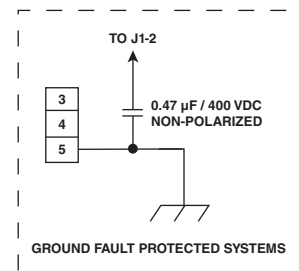 TO J1-2
3
4
5
0.47 µF / 400 VDC
NON-POLARIZED
GROUND FAULT PROTECTED SYSTEMS